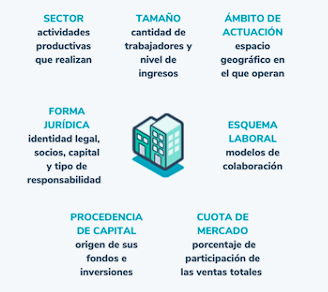 SECTOR
actividades
productivas
que realizan
TAMAÑO
cantidad de
trabajadores y
nivel de
ingresos
ÁMBITO DE
ACTUACIÓN
espacio
geográfico en
el que operan
FORMA
JURÍDICA
identidad legal,
socios, capital
y tipo de
responsabilidad
ESQUEMA
LABORAL
modelos de
colaboración
PROCEDENCIA
DE CAPITAL
origen de sus
fondos e
inversiones
CUOTA DE
MERCADO
porcentaje de
participación de
las ventas totales